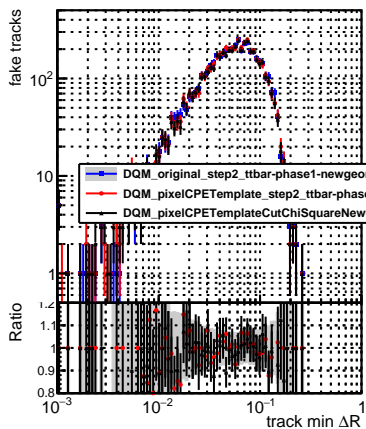 fake tracks
10²
10
1
DQM_original_step2_ttbar-phase1-newgeor
DQM_pixelCPETemplate_step2_ttbar-phase
DQM_pixelCPETemplateCutChiSquareNew
Ratio
1.2
1.1
1
0.9
0.8
10⁻³
10⁻²
10⁻¹
1
track min ΔR